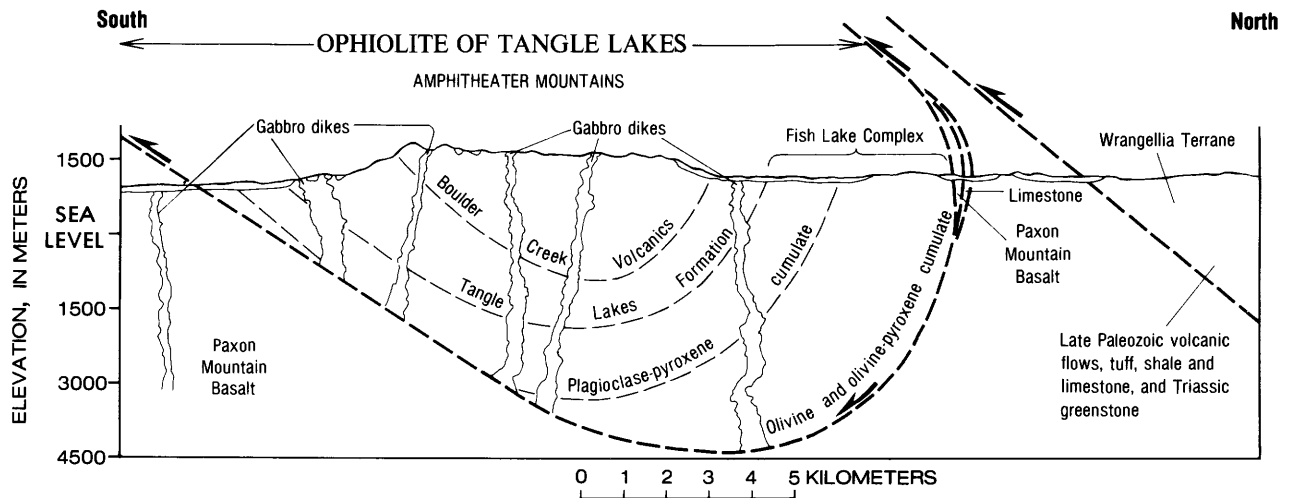 South
North
OPHIOLITE OF TANGLE LAKES
AMPHITHEATER MOUNTAINS
Gabbro dikes
Gabbro dikes
Fish Lake Complex
Wrangellia Terrane
1500
SEA
LEVEL
1500
3000
4500
ELEVATION, IN METERS
Boulder Creek Volcanics
Tangle Lakes Formation
Plagioclase-pyroxene cumulate
Olivine and olivine-pyroxene cumulate
Limestone
Paxon
Mountain
Basalt
Paxon
Mountain
Basalt
Late Paleozoic volcanic
flows, tuff, shale and
limestone, and Triassic
greenstone
0 1 2 3 4 5 KILOMETERS